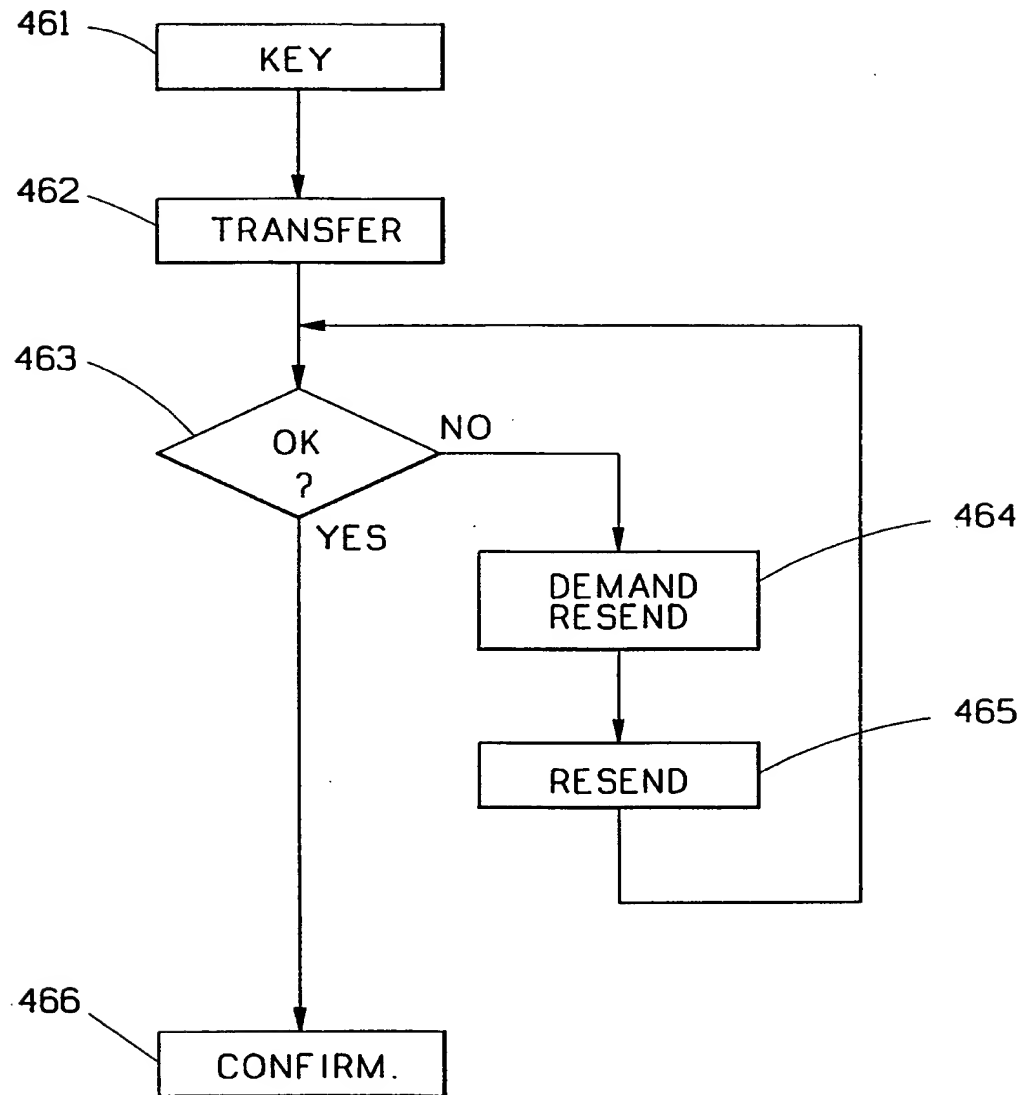 461
KEY
462
TRANSFER
463
OK
?
NO
YES
464
DEMAND
RESEND
465
RESEND
466
CONFIRM.